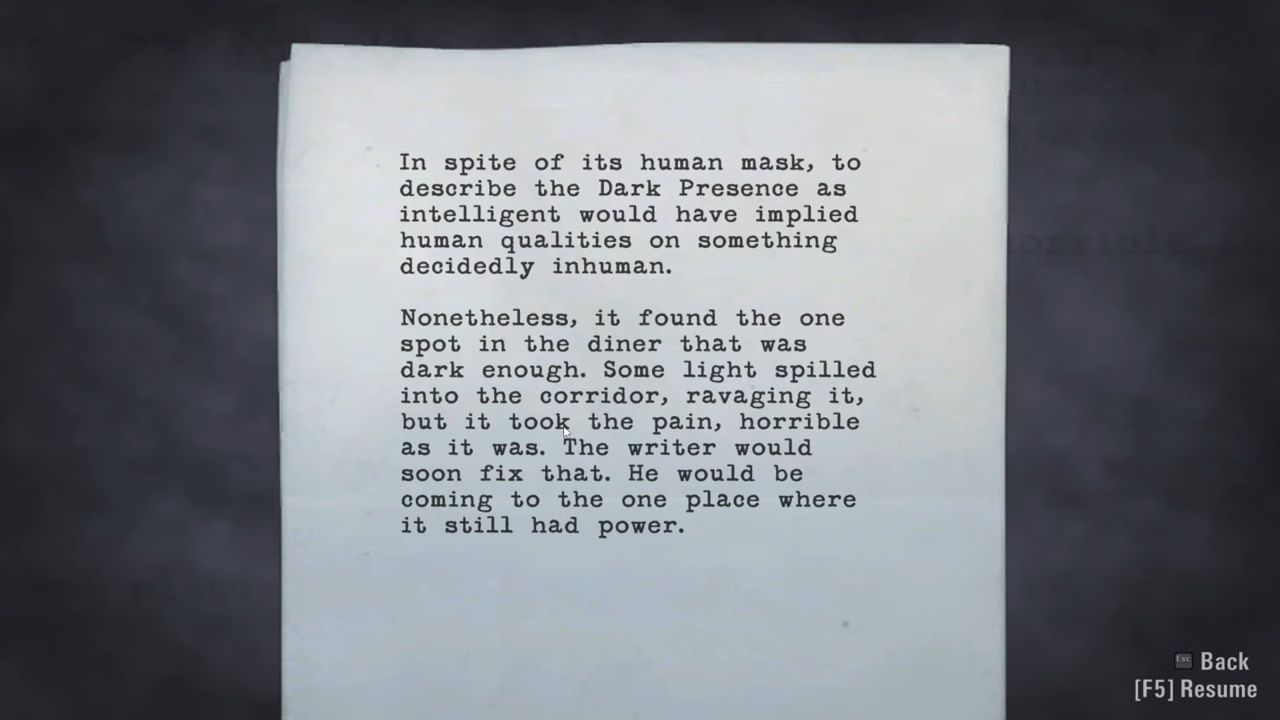 In spite of its human mask, to
describe the Dark Presence as
intelligent would have implied
human qualities on something
decidedly inhuman.
Nonetheless, it found the one
spot in the diner that was
dark enough. Some light spilled
into the corridor, ravaging it,
but it took the pain, horrible
as it was. The writer would
soon fix that. He would be
coming to the one place where
it still had power.
Esc Back
[F5] Resume